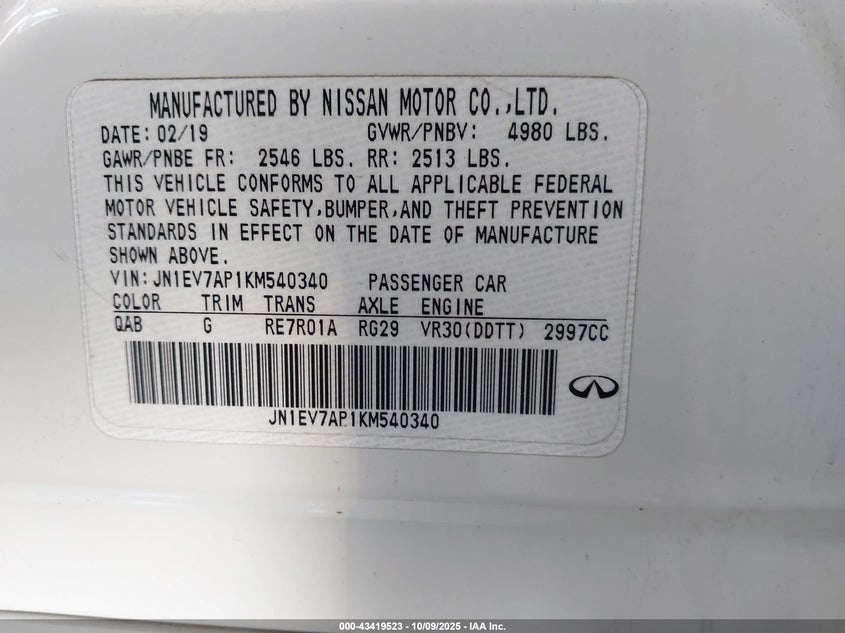 MANUFACTURED BY NISSAN MOTOR CO.,LTD.
DATE: 02/19 GVWR/PNBV: 4980 LBS.
GAWR/PNBE FR: 2546 LBS. RR: 2513 LBS.
THIS VEHICLE CONFORMS TO ALL APPLICABLE FEDERAL
MOTOR VEHICLE SAFETY,BUMPER,AND THEFT PREVENTION
STANDARDS IN EFFECT ON THE DATE OF MANUFACTURE
SHOWN ABOVE.
VIN:JN1EV7AP1KM540340 PASSENGER CAR
COLOR TRIM TRANS AXLE ENGINE
QAB G RE7R01A RG29 VR30(DDTT) 2997CC
JN1EV7AP1KM540340
000-43419523 - 10/09/2025 - IAA Inc.